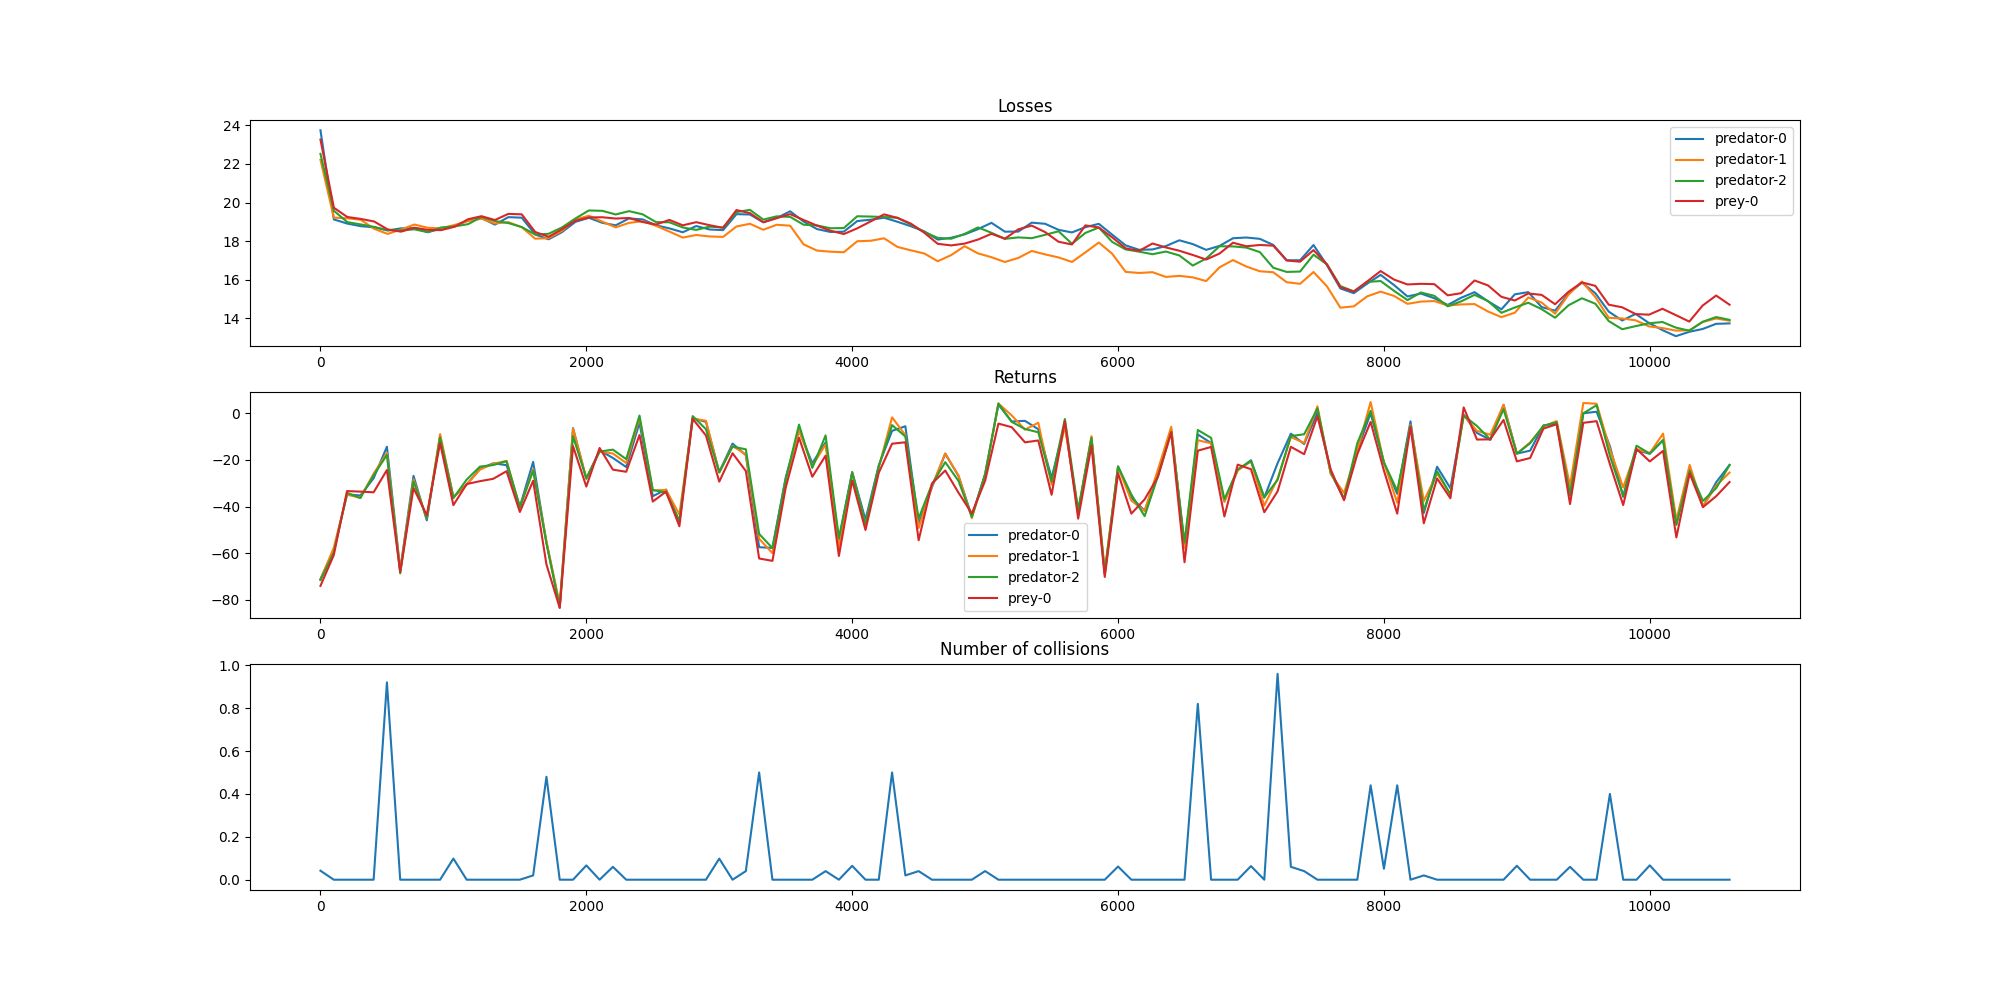 Losses
24
22
20
18
16
14
predator-0
predator-1
predator-2
prey-0
0 2000 4000 6000 8000 10000
Returns
0
−20
−40
−60
−80
predator-0
predator-1
predator-2
prey-0
0 2000 4000 6000 8000 10000
Number of collisions
1.0
0.8
0.6
0.4
0.2
0.0
0 2000 4000 6000 8000 10000